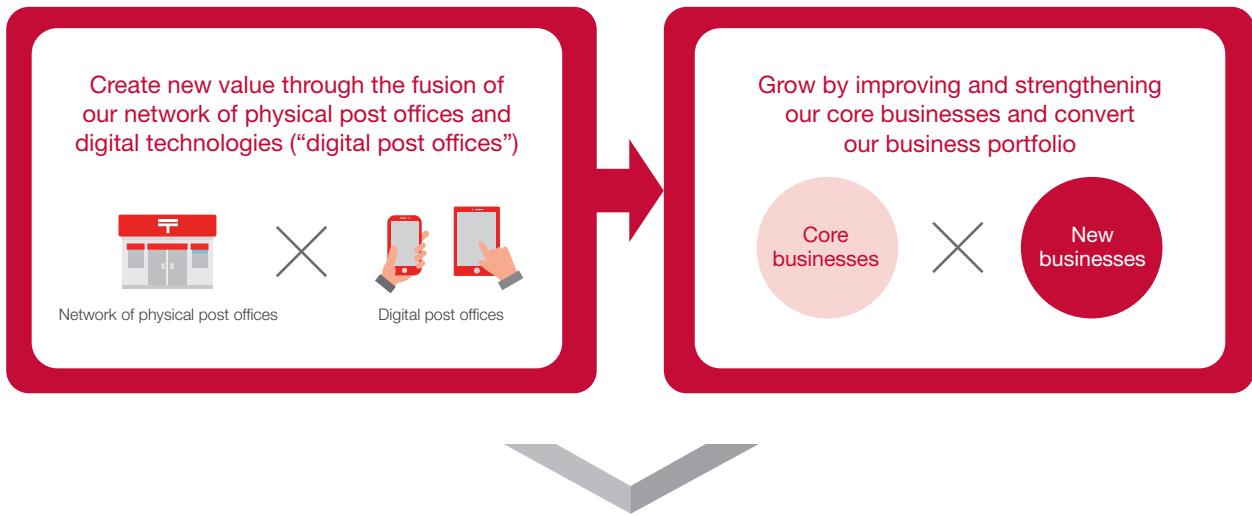 Create new value through the fusion of
our network of physical post offices and
digital technologies (“digital post offices”)
〒
Network of physical post offices
Digital post offices
Grow by improving and strengthening
our core businesses and convert
our business portfolio
Core
businesses
New
businesses